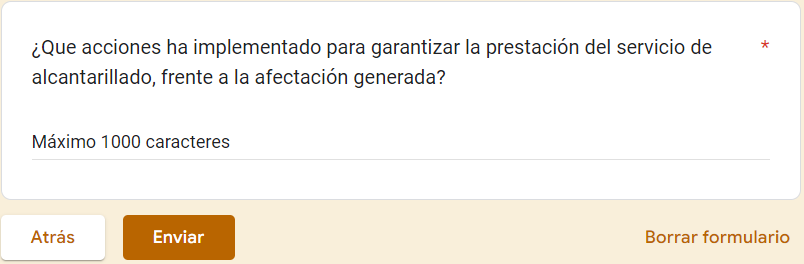 ¿Que acciones ha implementado para garantizar la prestación del servicio de *
alcantarillado, frente a la afectación generada?
Máximo 1000 caracteres
Atrás Enviar Borrar formulario